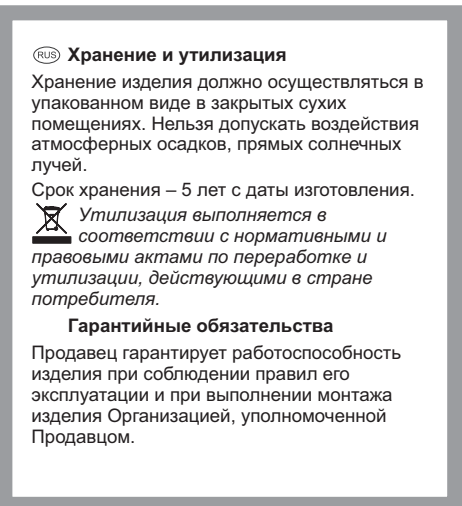 RUS Хранение и утилизация
Хранение изделия должно осуществляться в
упакованном виде в закрытых сухих
помещениях. Нельзя допускать воздействия
атмосферных осадков, прямых солнечных
лучей.
Срок хранения – 5 лет с даты изготовления.
Утилизация выполняется в
соответствии с нормативными и
правовыми актами по переработке и
утилизации, действующими в стране
потребителя.
Гарантийные обязательства
Продавец гарантирует работоспособность
изделия при соблюдении правил его
эксплуатации и при выполнении монтажа
изделия Организацией, уполномоченной
Продавцом.